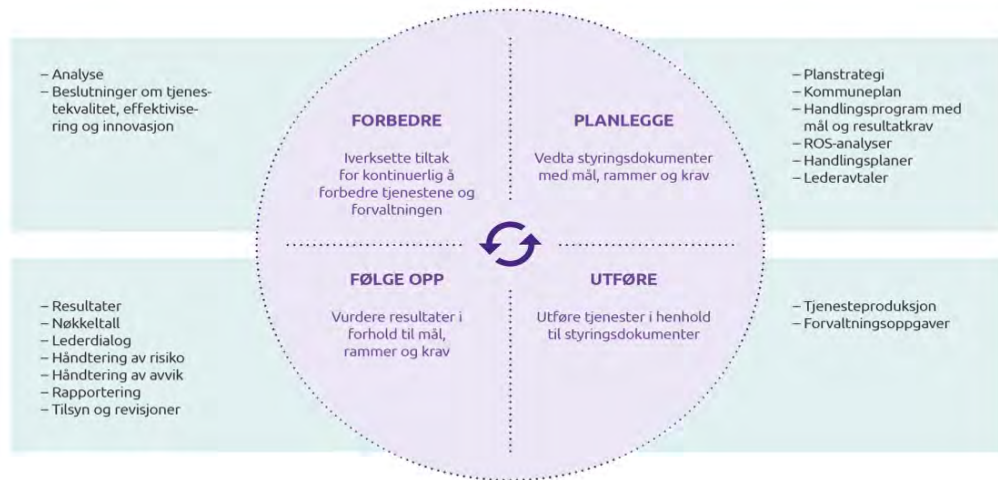 – Analyse
– Beslutninger om tjenes-
tekvalitet, effektivise-
ring og innovasjon
FORBEDRE
Iverksette tiltak
for kontinuerlig å
forbedre tjenestene og
forvaltningen
PLANLEGGE
Vedta styringsdokumenter
med mål, rammer og krav
– Planstrategi
– Kommuneplan
– Handlingsprogram med
mål og resultatkrav
– ROS-analyser
– Handlingsplaner
– Lederavtaler
– Resultater
– Nøkkeltall
– Lederdialog
– Håndtering av risiko
– Håndtering av avvik
– Rapportering
– Tilsyn og revisjoner
FØLGE OPP
Vurdere resultater i
forhold til mål,
rammer og krav
UTFØRE
Utføre tjenester i henhold
til styringsdokumenter
– Tjenesteproduksjon
– Forvaltningsoppgaver